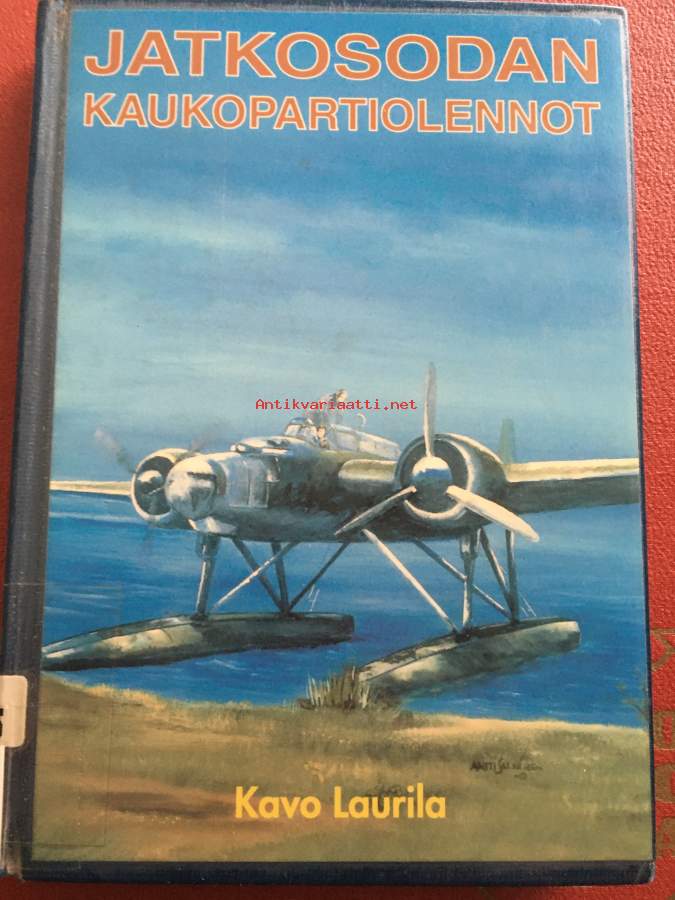 JATKOSODAN
KAUKOPARTIOLENNOT
Antikvariaatti.net
Kavo Laurila